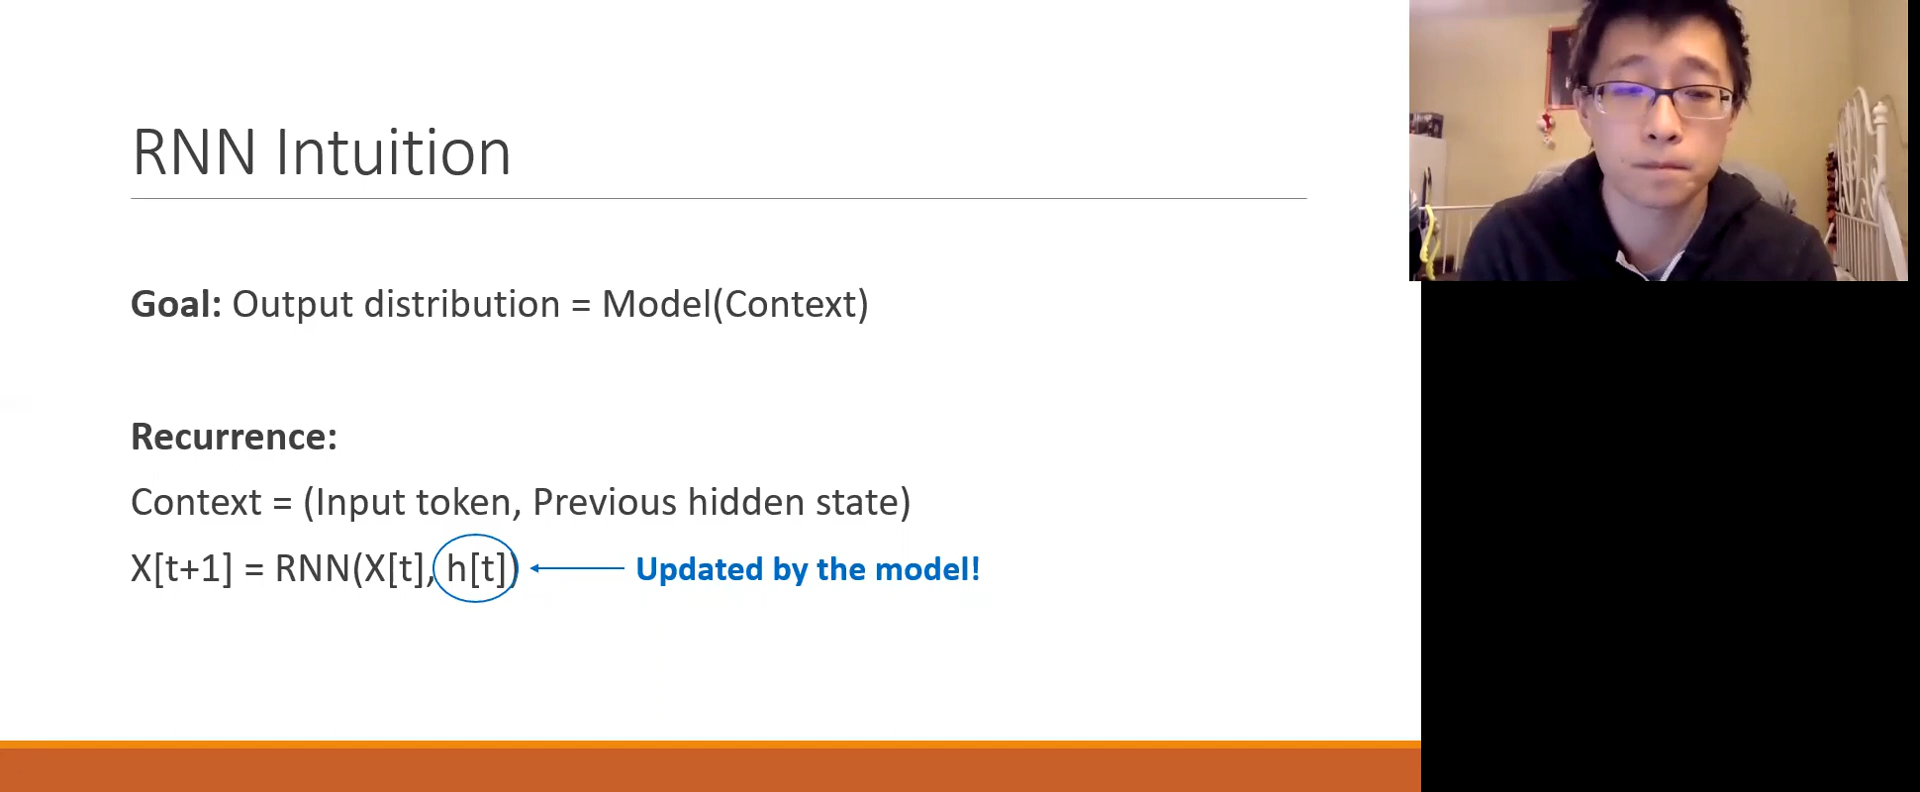 RNN Intuition
Goal: Output distribution = Model(Context)
Recurrence:
Context = (Input token, Previous hidden state)
X[t+1] = RNN(X[t], h[t]) Updated by the model!